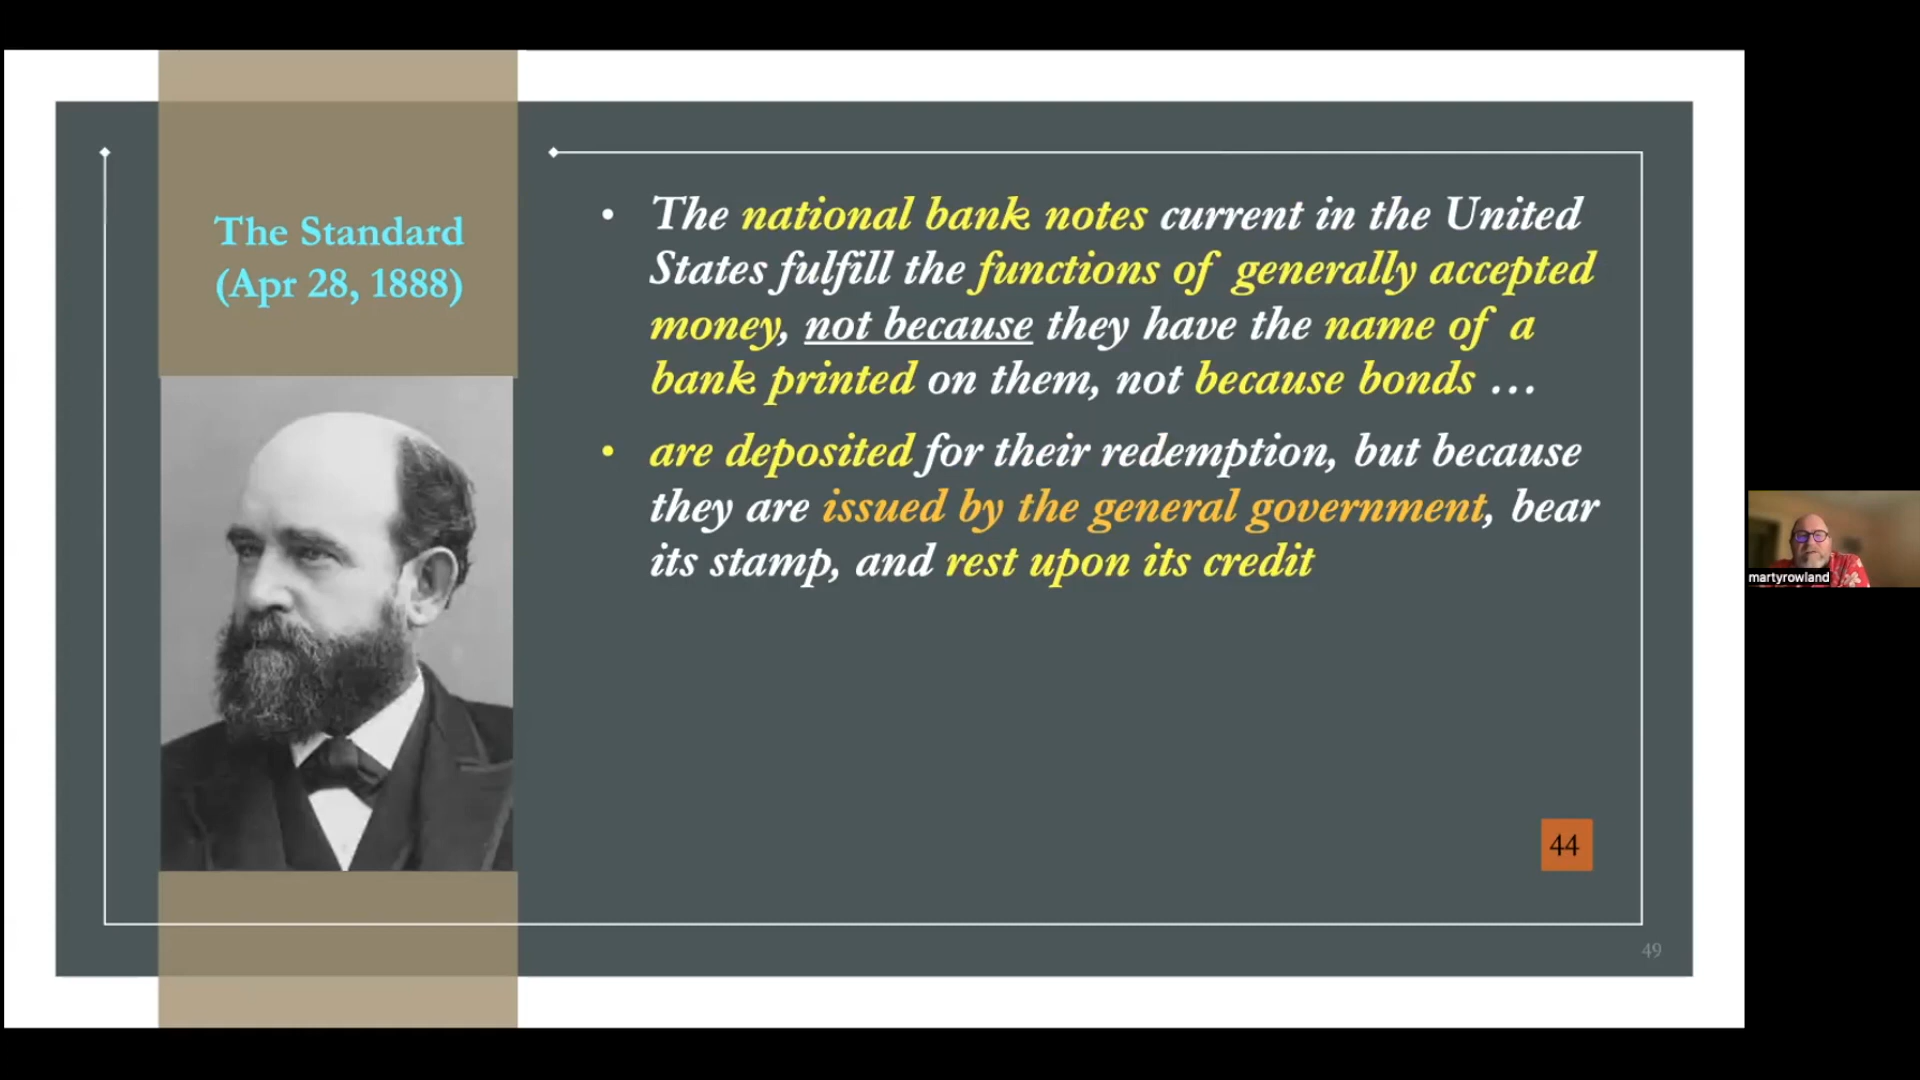 The Standard
(Apr 28, 1888)
• The national bank notes current in the United
States fulfill the functions of generally accepted
money, not because they have the name of a
bank printed on them, not because bonds …
• are deposited for their redemption, but because
they are issued by the general government, bear
its stamp, and rest upon its credit
44
49
martyrowland